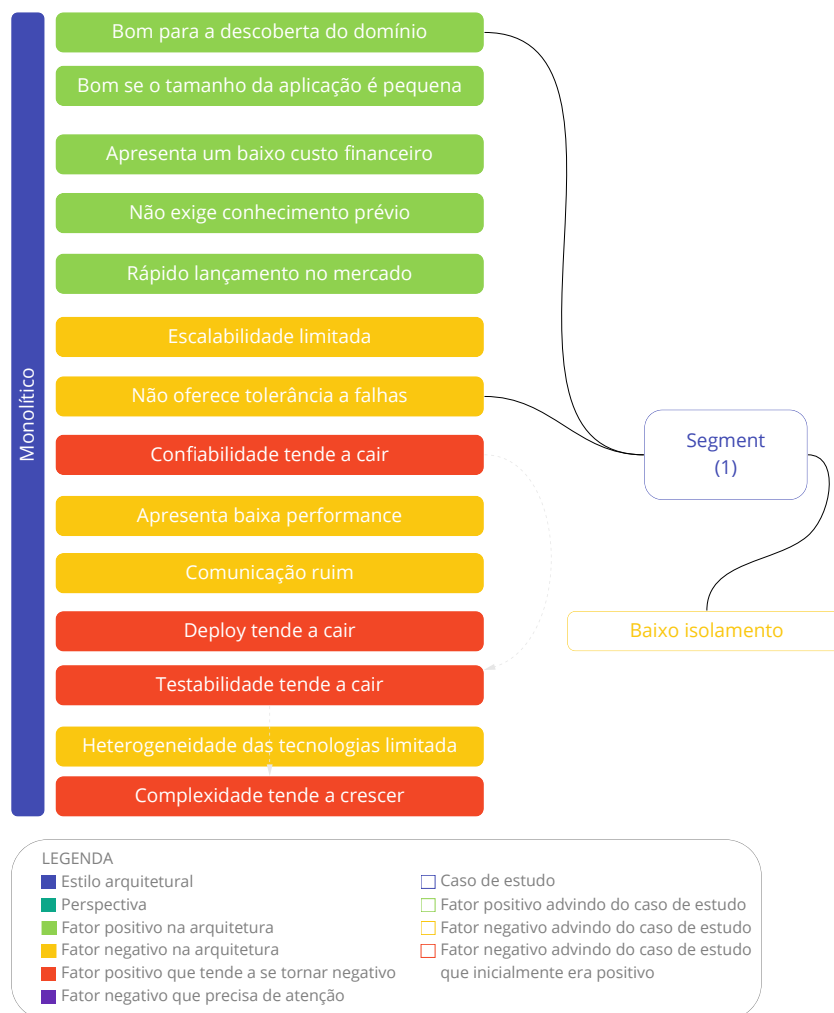 Monolítico
Bom para a descoberta do domínio
Bom se o tamanho da aplicação é pequena
Apresenta um baixo custo financeiro
Não exige conhecimento prévio
Rápido lançamento no mercado
Escalabilidade limitada
Não oferece tolerância a falhas
Confiabilidade tende a cair
Apresenta baixa performance
Comunicação ruim
Deploy tende a cair
Testabilidade tende a cair
Heterogeneidade das tecnologias limitada
Complexidade tende a crescer
Segment
(1)
Baixo isolamento
LEGENDA
Estilo arquitetural
Perspectiva
Fator positivo na arquitetura
Fator negativo na arquitetura
Fator positivo que tende a se tornar negativo
Fator negativo que precisa de atenção
Caso de estudo
Fator positivo advindo do caso de estudo
Fator negativo advindo do caso de estudo
Fator negativo advindo do caso de estudo
que inicialmente era positivo